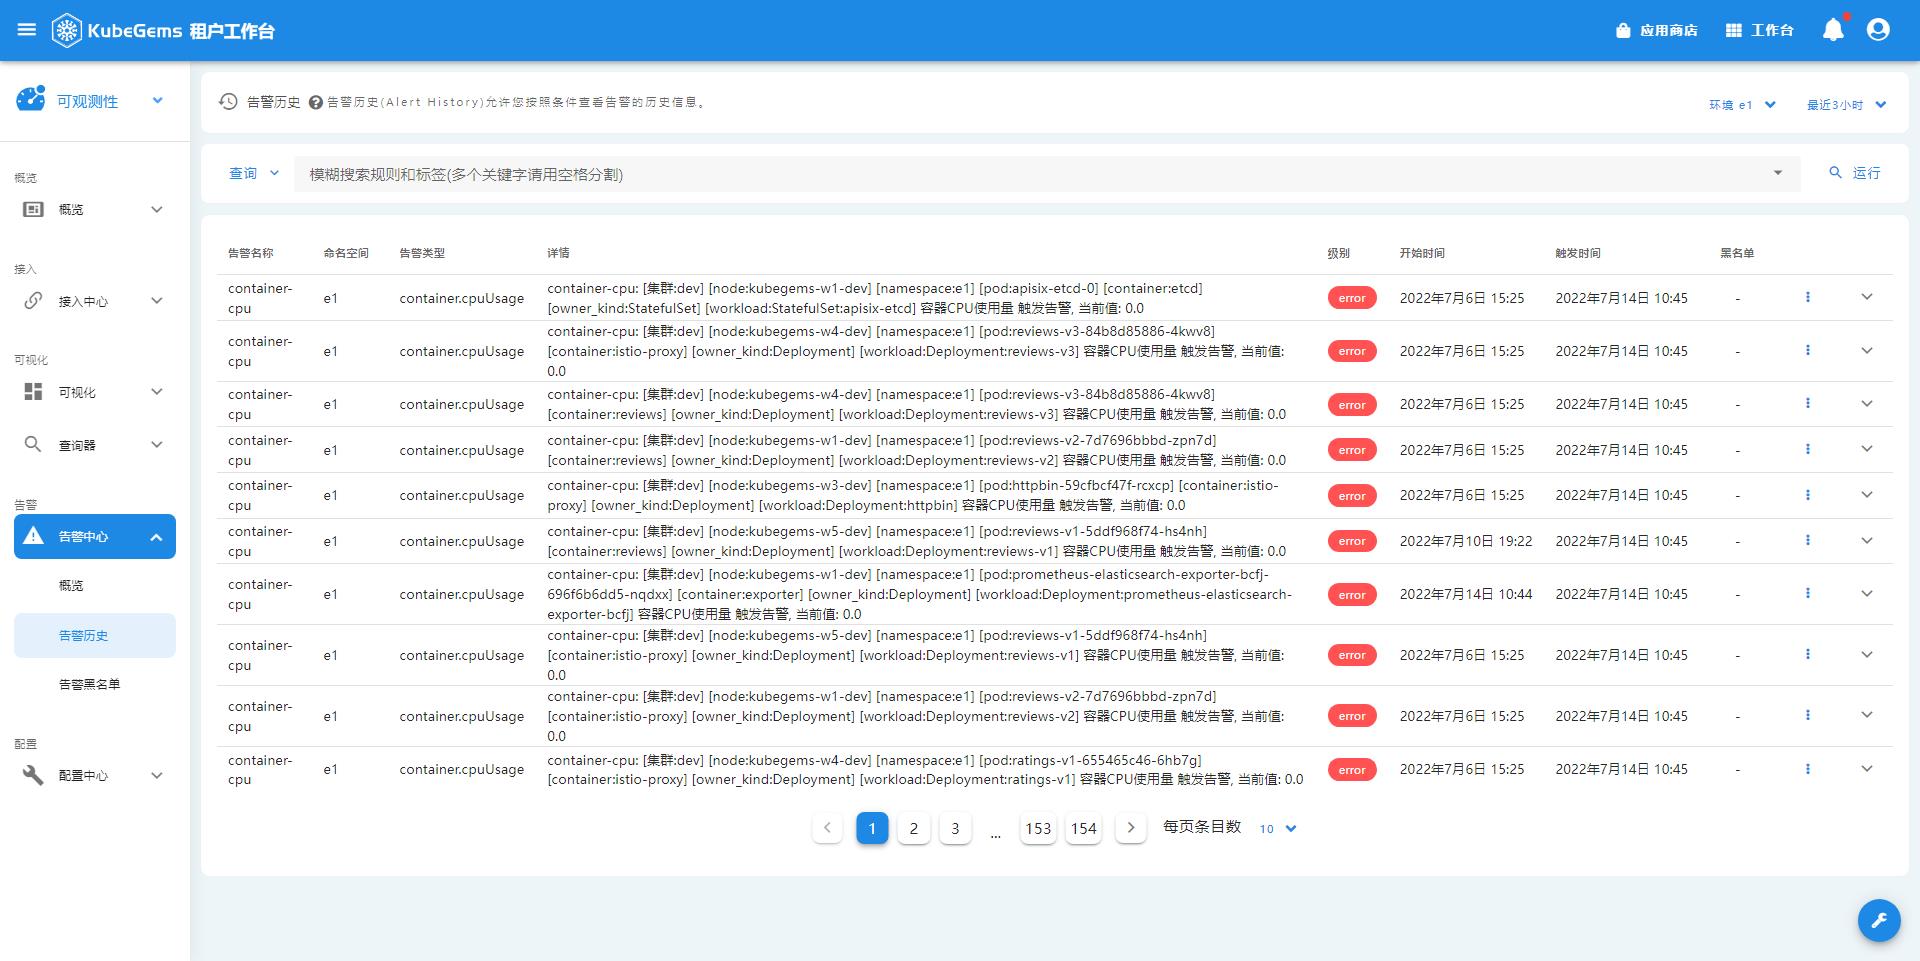 KubeGems 租户工作台
应用商店
工作台
可观测性
概览
概览
接入
接入中心
可视化
可视化
查询器
告警
告警中心
概览
告警历史
告警黑名单
配置
配置中心
告警历史 告警历史(Alert History)允许您按照条件查看告警的历史信息。
环境 e1
最近3小时
查询
模糊搜索规则和标签(多个关键字请用空格分割)
运行
告警名称 命名空间 告警类型 详情 级别 开始时间 触发时间 黑名单
container-cpu e1 container.cpuUsage container-cpu: [集群:dev] [node:kubegems-w1-dev] [namespace:e1] [pod:apisix-etcd-0] [container:etcd]
[owner_kind:StatefulSet] [workload:StatefulSet:apisix-etcd] 容器CPU使用量 触发告警, 当前值: 0.0 error 2022年7月6日 15:25 2022年7月14日 10:45 -
container-cpu e1 container.cpuUsage container-cpu: [集群:dev] [node:kubegems-w4-dev] [namespace:e1] [pod:reviews-v3-84b8d85886-4kwv8]
[container:istio-proxy] [owner_kind:Deployment] [workload:Deployment:reviews-v3] 容器CPU使用量 触发告警, 当前值:
0.0 error 2022年7月6日 15:25 2022年7月14日 10:45 -
container-cpu e1 container.cpuUsage container-cpu: [集群:dev] [node:kubegems-w4-dev] [namespace:e1] [pod:reviews-v3-84b8d85886-4kwv8]
[container:reviews] [owner_kind:Deployment] [workload:Deployment:reviews-v3] 容器CPU使用量 触发告警, 当前值: 0.0 error 2022年7月6日 15:25 2022年7月14日 10:45 -
container-cpu e1 container.cpuUsage container-cpu: [集群:dev] [node:kubegems-w1-dev] [namespace:e1] [pod:reviews-v2-7d7696bbbd-zpn7d]
[container:reviews] [owner_kind:Deployment] [workload:Deployment:reviews-v2] 容器CPU使用量 触发告警, 当前值: 0.0 error 2022年7月6日 15:25 2022年7月14日 10:45 -
container-cpu e1 container.cpuUsage container-cpu: [集群:dev] [node:kubegems-w3-dev] [namespace:e1] [pod:httpbin-59cfbcf47f-rcxcp] [container:istio-
proxy] [owner_kind:Deployment] [workload:Deployment:httpbin] 容器CPU使用量 触发告警, 当前值: 0.0 error 2022年7月6日 15:25 2022年7月14日 10:45 -
container-cpu e1 container.cpuUsage container-cpu: [集群:dev] [node:kubegems-w5-dev] [namespace:e1] [pod:reviews-v1-5ddf968f74-hs4nh]
[container:reviews] [owner_kind:Deployment] [workload:Deployment:reviews-v1] 容器CPU使用量 触发告警, 当前值: 0.0 error 2022年7月10日 19:22 2022年7月14日 10:45 -
container-cpu e1 container.cpuUsage container-cpu: [集群:dev] [node:kubegems-w1-dev] [namespace:e1] [pod:prometheus-elasticsearch-exporter-bcfj-
696f6b6dd5-nqdxx] [container:exporter] [owner_kind:Deployment] [workload:Deployment:prometheus-elasticsearch-
exporter-bcfj] 容器CPU使用量 触发告警, 当前值: 0.0 error 2022年7月14日 10:44 2022年7月14日 10:45 -
container-cpu e1 container.cpuUsage container-cpu: [集群:dev] [node:kubegems-w5-dev] [namespace:e1] [pod:reviews-v1-5ddf968f74-hs4nh]
[container:istio-proxy] [owner_kind:Deployment] [workload:Deployment:reviews-v1] 容器CPU使用量 触发告警, 当前值:
0.0 error 2022年7月6日 15:25 2022年7月14日 10:45 -
container-cpu e1 container.cpuUsage container-cpu: [集群:dev] [node:kubegems-w1-dev] [namespace:e1] [pod:reviews-v2-7d7696bbbd-zpn7d]
[container:istio-proxy] [owner_kind:Deployment] [workload:Deployment:reviews-v2] 容器CPU使用量 触发告警, 当前值:
0.0 error 2022年7月6日 15:25 2022年7月14日 10:45 -
container-cpu e1 container.cpuUsage container-cpu: [集群:dev] [node:kubegems-w4-dev] [namespace:e1] [pod:ratings-v1-655465c46-6hb7g]
[container:istio-proxy] [owner_kind:Deployment] [workload:Deployment:ratings-v1] 容器CPU使用量 触发告警, 当前值: 0.0 error 2022年7月6日 15:25 2022年7月14日 10:45 -
1 2 3 ... 153 154 每页条目数 10